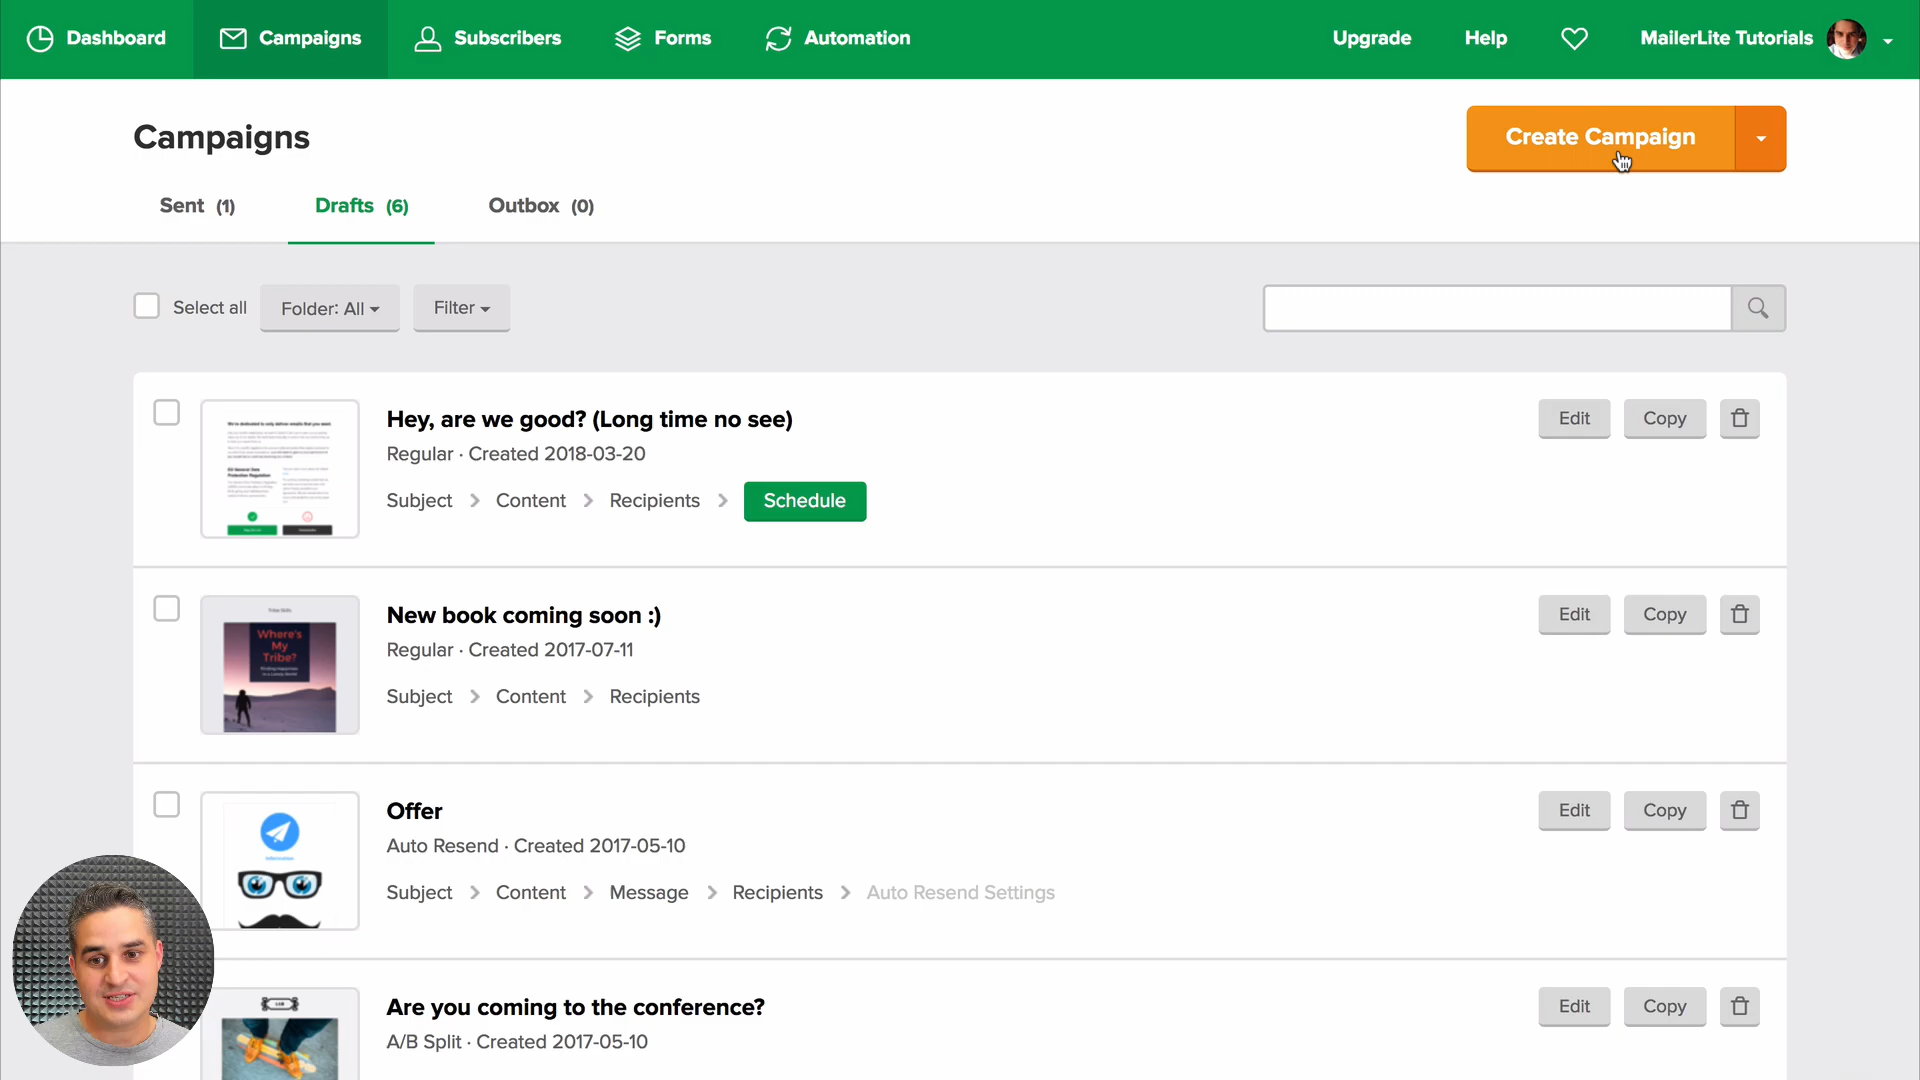 Dashboard
Campaigns
Subscribers
Forms
Automation
Upgrade
Help
MailerLite Tutorials
Campaigns
Create Campaign
Sent (1)
Drafts (6)
Outbox (0)
Select all
Folder: All
Filter
Hey, are we good? (Long time no see)
Regular · Created 2018-03-20
Subject > Content > Recipients > Schedule
Edit
Copy
New book coming soon :)
Regular · Created 2017-07-11
Subject > Content > Recipients
Edit
Copy
Where's
My
Tribe?
Offer
Auto Resend · Created 2017-05-10
Subject > Content > Message > Recipients > Auto Resend Settings
Edit
Copy
Are you coming to the conference?
A/B Split · Created 2017-05-10
Edit
Copy